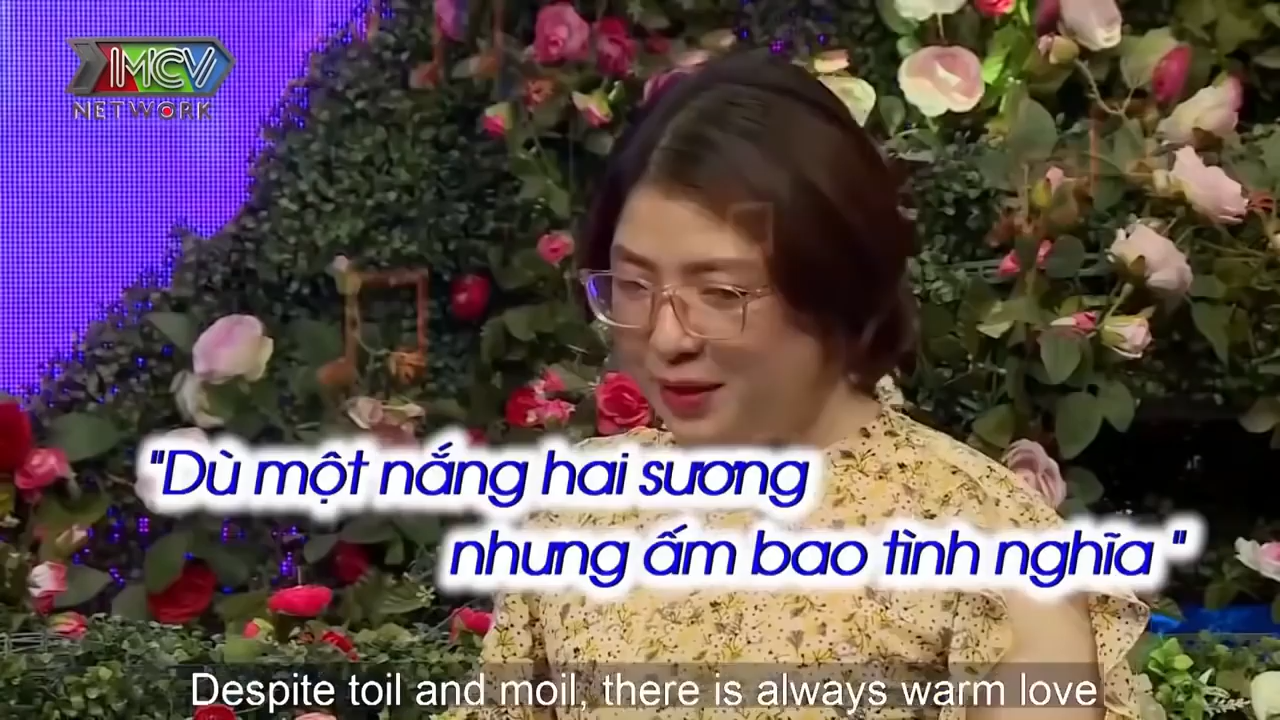 MCV
NETWORK
"Dù một nắng hai sương
nhưng ấm bao tình nghĩa "
Despite toil and moil, there is always warm love